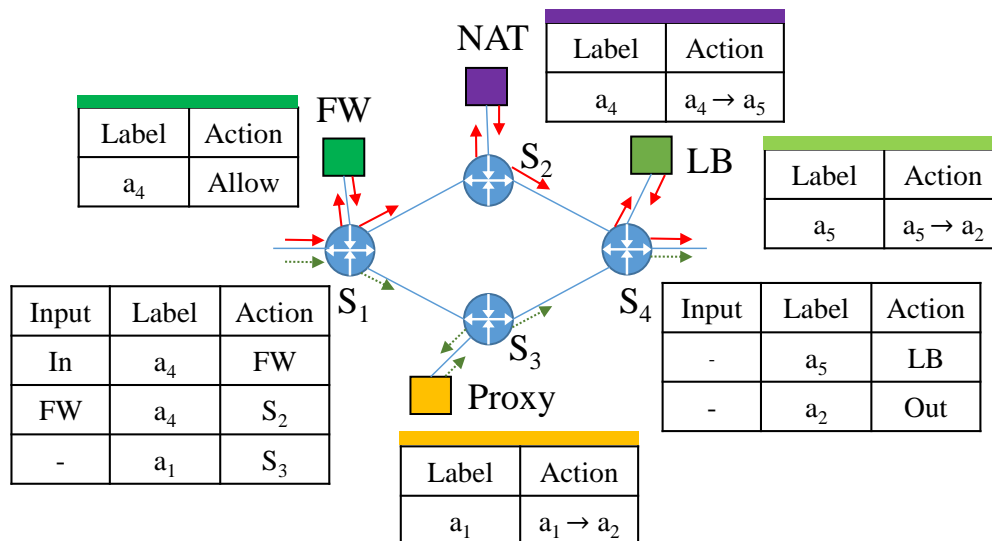 NAT
Label Action
a₄ a₄ → a₅
FW
Label Action
a₄ Allow
S₂
LB
Label Action
a₅ a₅ → a₂
S₁
S₄
S₃
Input Label Action
In a₄ FW
FW a₄ S₂
- a₁ S₃
Input Label Action
- a₅ LB
- a₂ Out
Proxy
Label Action
a₁ a₁ → a₂